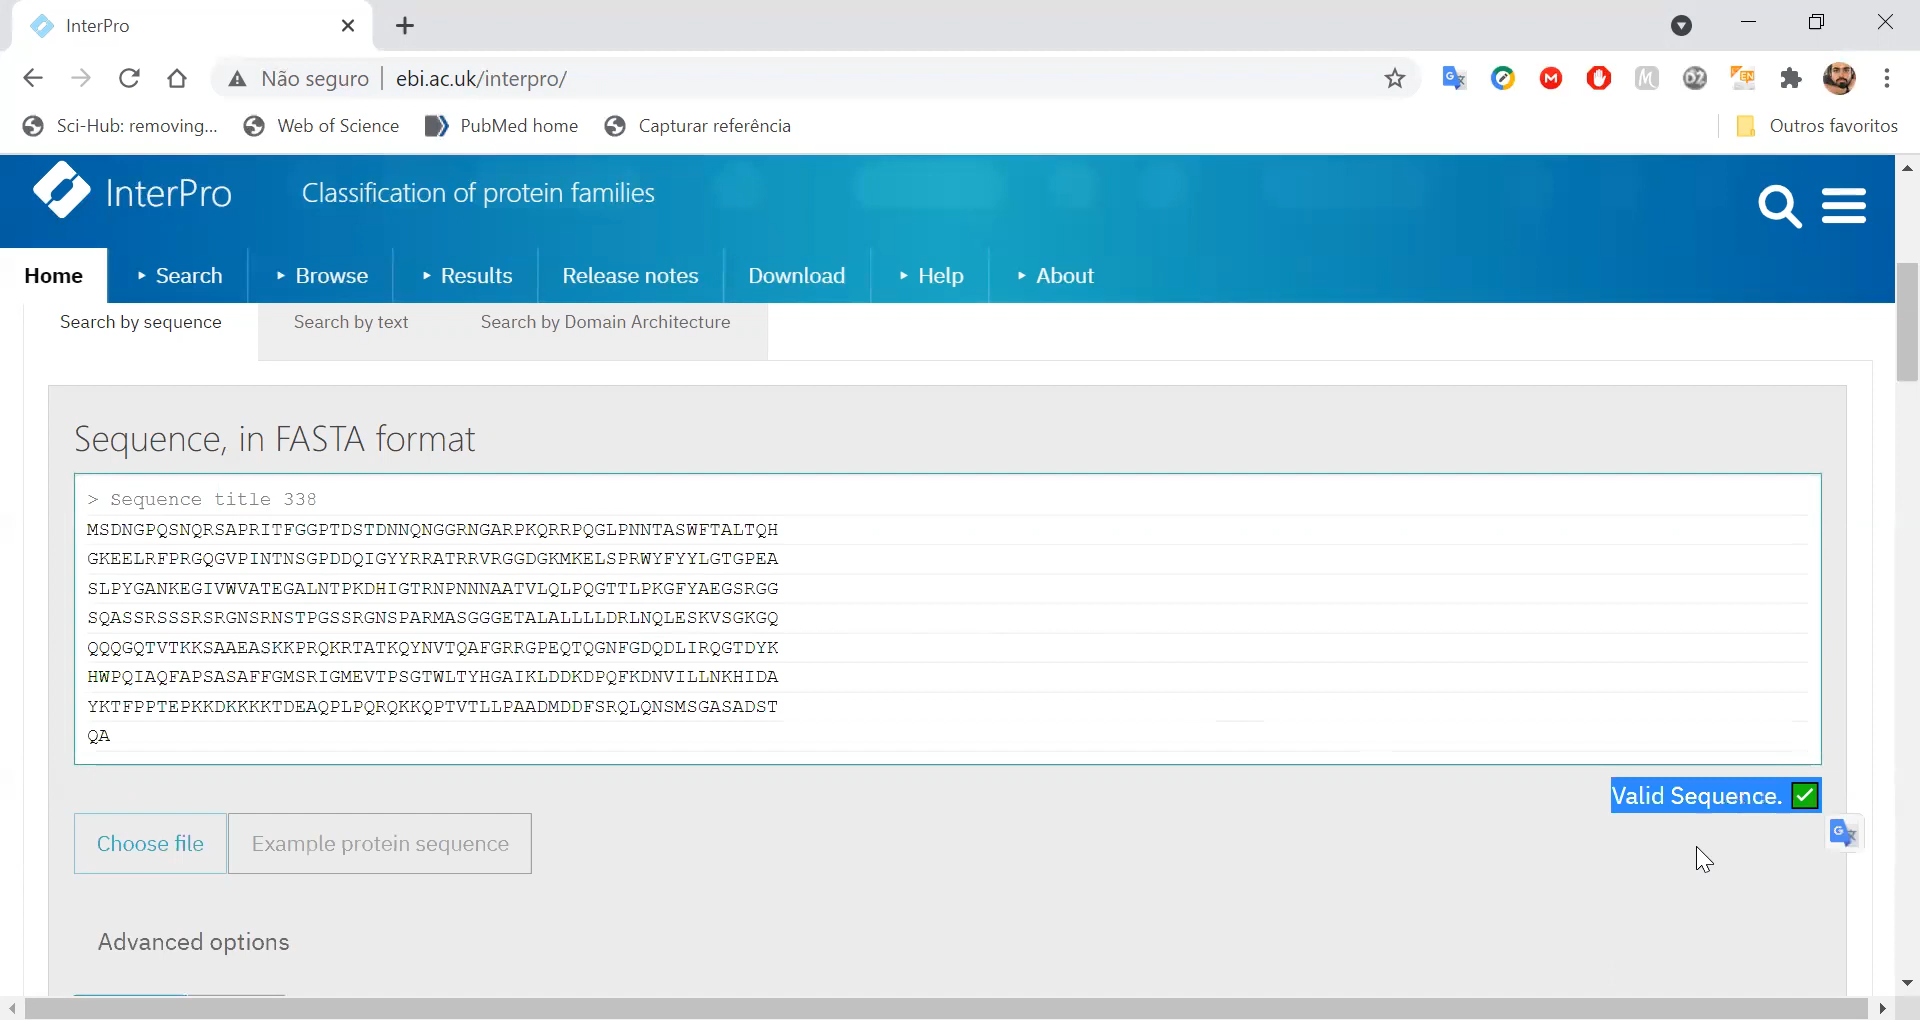 InterPro
Não seguro
ebi.ac.uk/interpro/
Sci-Hub: removing...
Web of Science
PubMed home
Capturar referência
Outros favoritos
InterPro
Classification of protein families
Home
Search
Browse
Results
Release notes
Download
Help
About
Search by sequence
Search by text
Search by Domain Architecture
Sequence, in FASTA format
> Sequence title 338
MSDNGPQSNQRSAPRITFGGPTDSTDNNQNGGRNGARPKQRRPQGLPNNTASWFTALTQH
GKEELRFPRGQGVPINTNSGPDDQIGYYRRATRRVRGGDGKMKELSPRWYFYYLGTGPEA
SLPYGANKEGIVWVATEGALNTPKDHIGTRNPNNNAATVLQLPQGTTLPKGFYAEGSRGG
SQASSRSSSRSRGNSRNSTPGSSRGNSPARMASGGGETALALLLLDRLNQLESKVSGKGQ
QQQGQTVTKKSAAEASKKPRQKRTATKQYNVTQAFGRRGPEQTQGNFGDQDLIRQGTDYK
HWPQIAQFAPSASAFFGMSRIGMEVTPSGTWLTYHGAIKLDDKDPQFKDNVILLNKHIDA
YKTFPPTEPKKDKKKKTDEAQPLPQRQKKQPTVTLLPAADMDDFSRQLQNSMSGASADST
QA
Valid Sequence.
Choose file
Example protein sequence
Advanced options